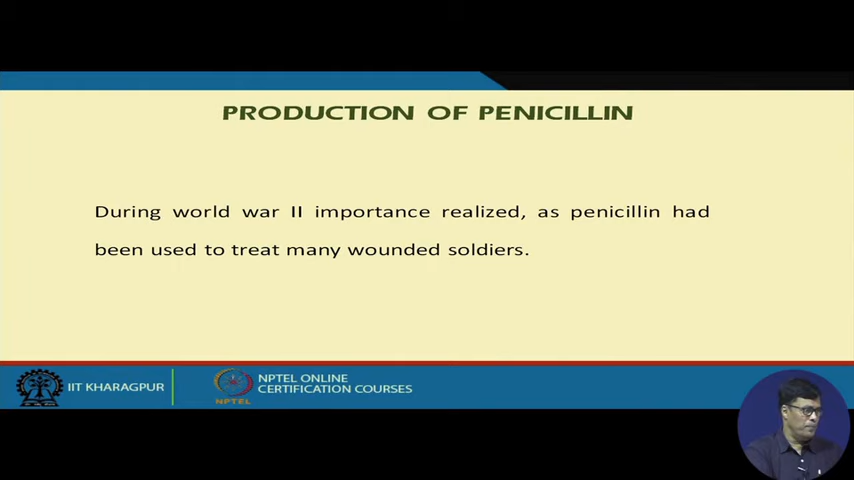 PRODUCTION OF PENICILLIN
During world war II importance realized, as penicillin had
been used to treat many wounded soldiers.
IIT KHARAGPUR
NPTEL ONLINE
CERTIFICATION COURSES
NPTEL